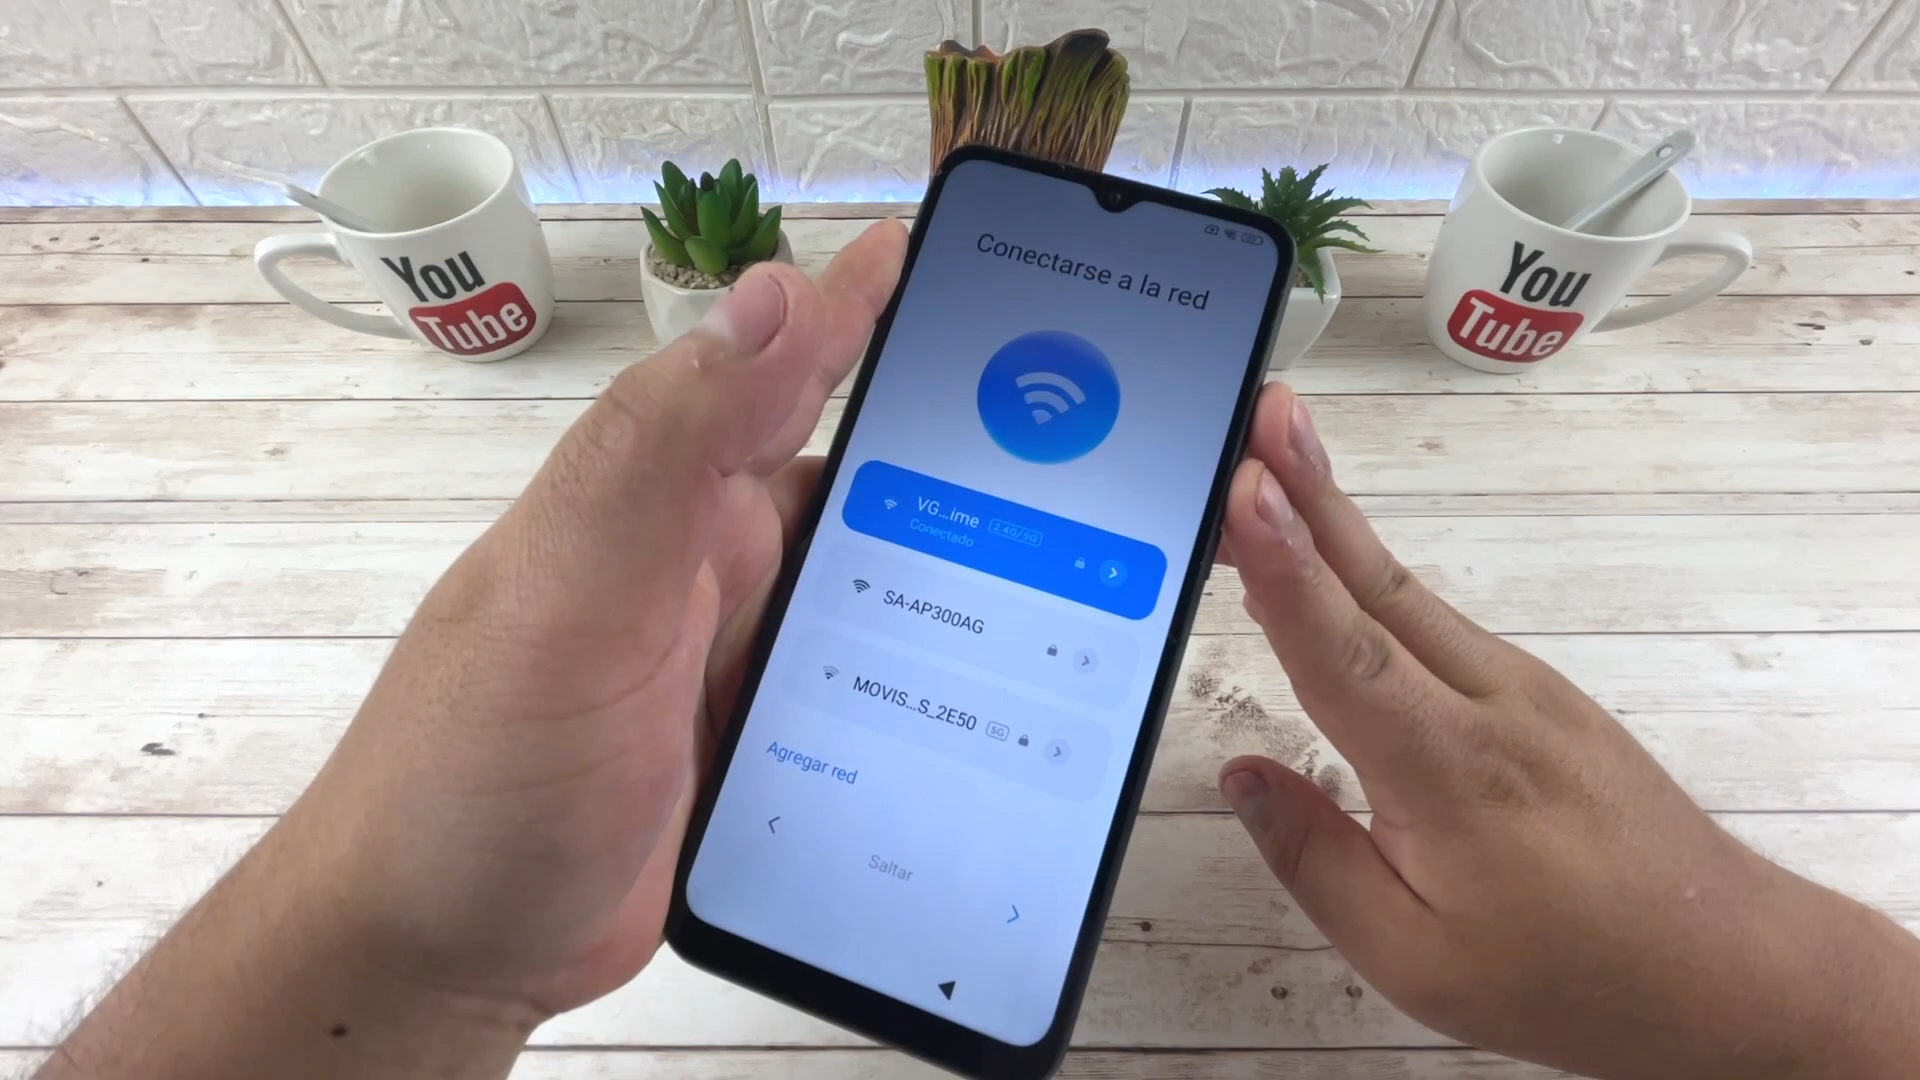 You
Tube
You
Tube
Conectarse a la red
VG...ime 2.4G/5G
Conectado
SA-AP300AG
MOVIS...S_2E50 5G
Agregar red
Saltar